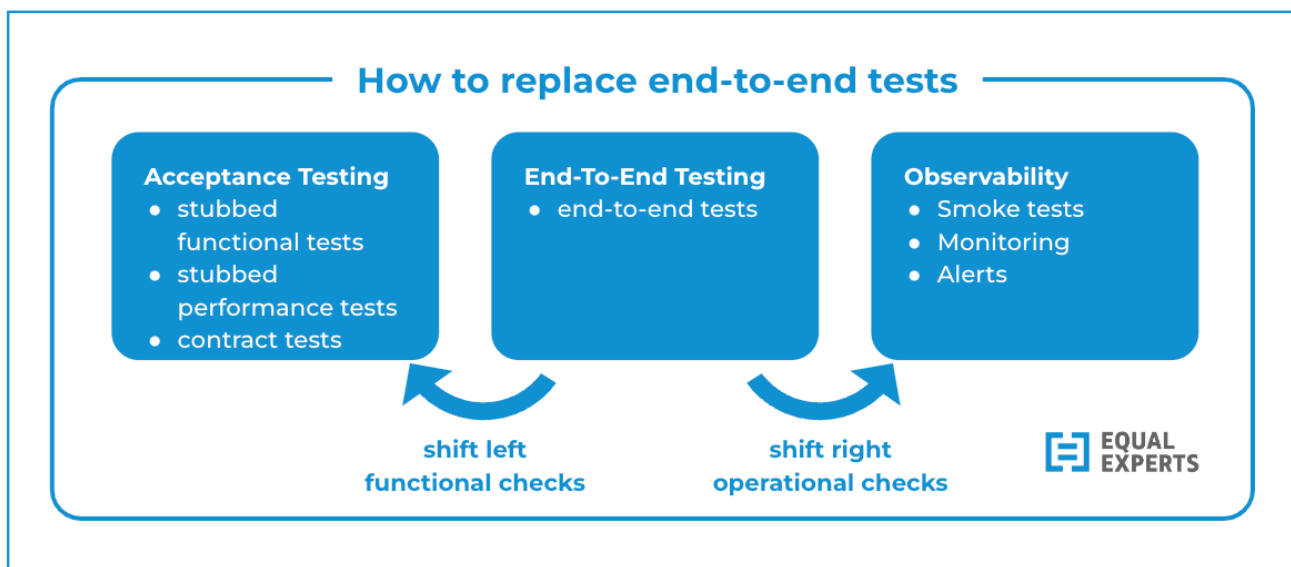 How to replace end-to-end tests
Acceptance Testing
● stubbed
functional tests
● stubbed
performance tests
● contract tests
End-To-End Testing
● end-to-end tests
Observability
● Smoke tests
● Monitoring
● Alerts
shift left
functional checks
shift right
operational checks
EQUAL
EXPERTS